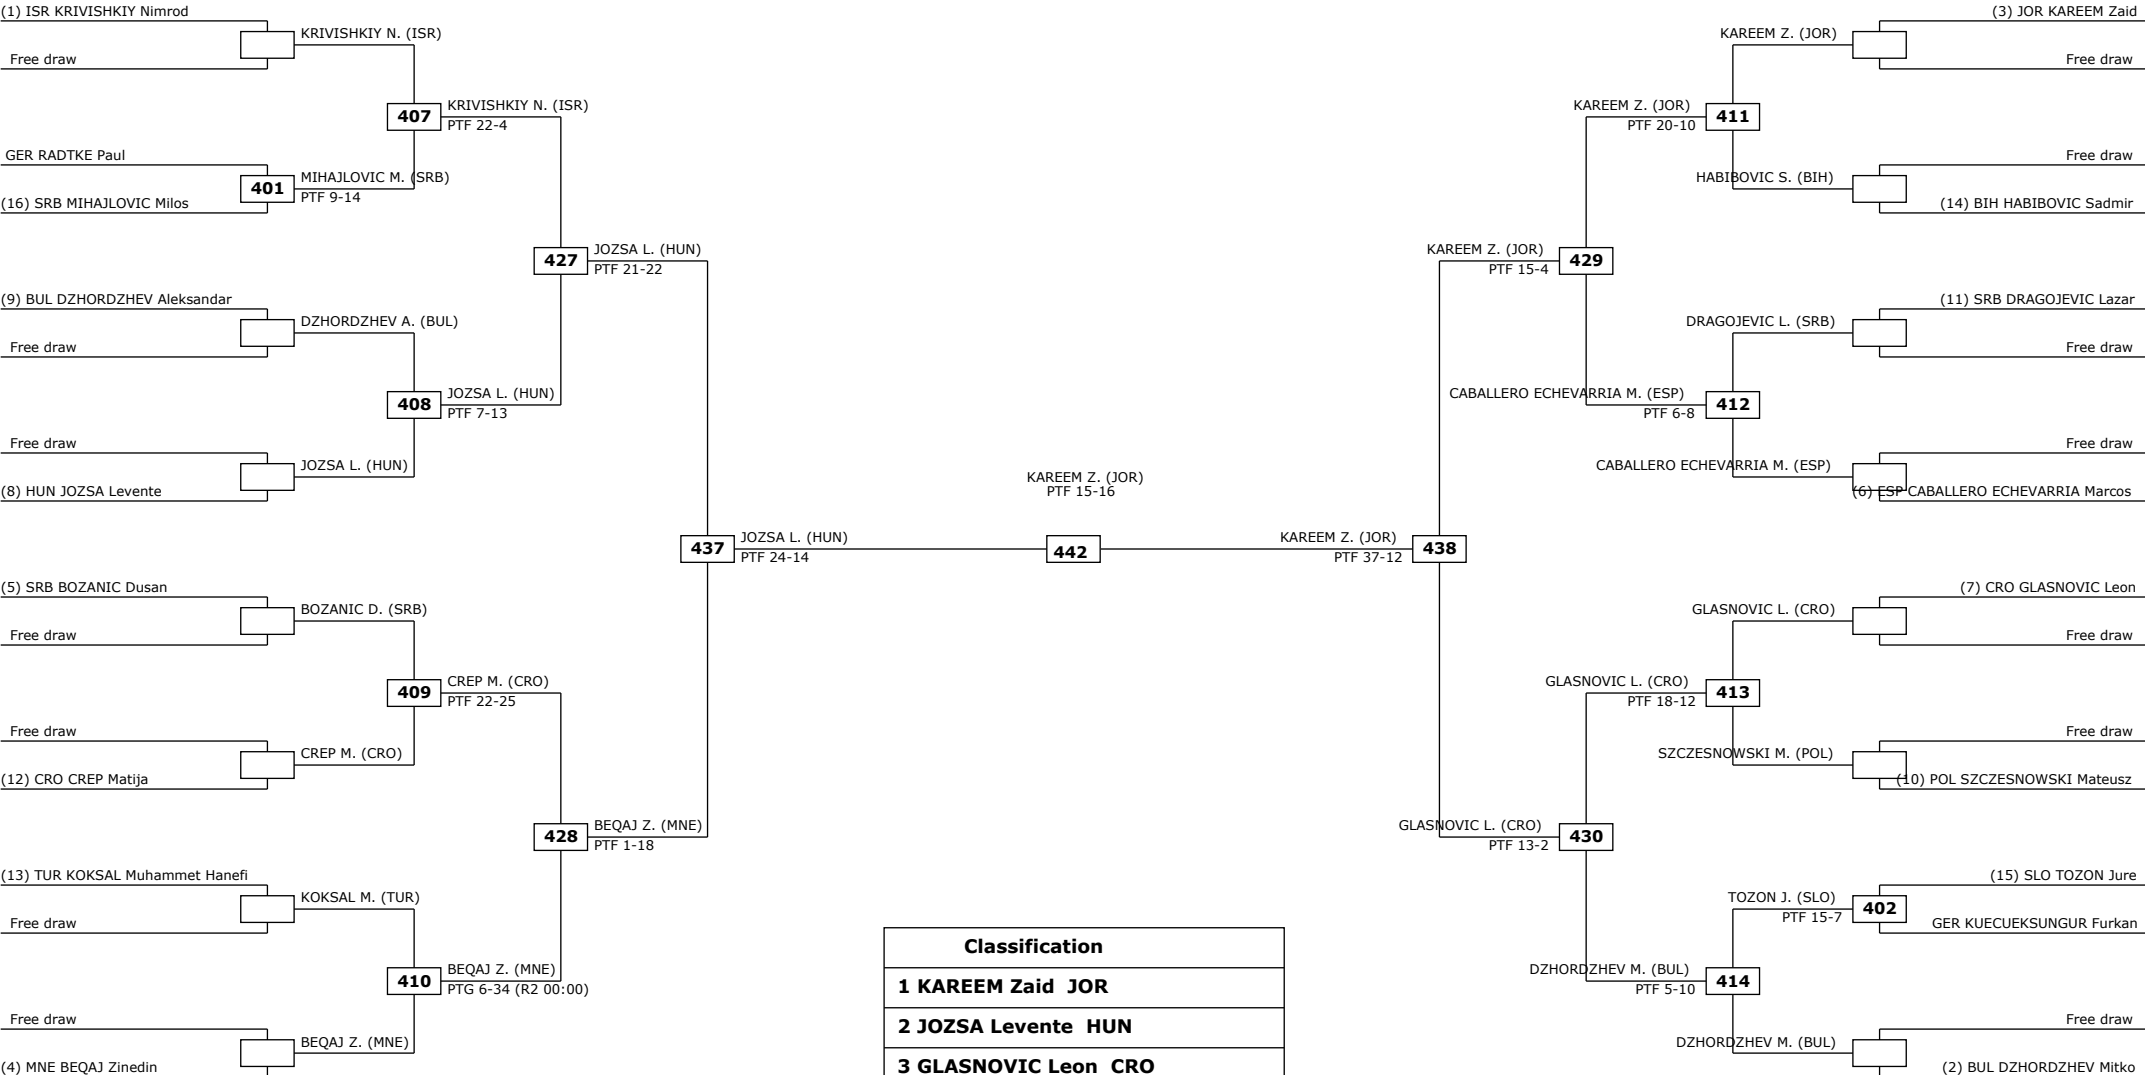 (1) ISR KRIVISHKIY Nimrod
KRIVISHKIY N. (ISR)
Free draw
407
KRIVISHKIY N. (ISR)
PTF 22-4
GER RADTKE Paul
401
MIHAJLOVIC M. (SRB)
PTF 9-14
(16) SRB MIHAJLOVIC Milos
427
JOZSA L. (HUN)
PTF 21-22
(9) BUL DZHORDZHEV Aleksandar
DZHORDZHEV A. (BUL)
Free draw
408
JOZSA L. (HUN)
PTF 7-13
Free draw
JOZSA L. (HUN)
(8) HUN JOZSA Levente
437
JOZSA L. (HUN)
PTF 24-14
(5) SRB BOZANIC Dusan
BOZANIC D. (SRB)
Free draw
409
CREP M. (CRO)
PTF 22-25
Free draw
CREP M. (CRO)
(12) CRO CREP Matija
428
BEQAJ Z. (MNE)
PTF 1-18
(13) TUR KOKSAL Muhammet Hanefi
KOKSAL M. (TUR)
Free draw
410
BEQAJ Z. (MNE)
PTG 6-34 (R2 00:00)
Free draw
BEQAJ Z. (MNE)
(4) MNE BEQAJ Zinedin
KAREEM Z. (JOR)
PTF 15-16
442
(3) JOR KAREEM Zaid
KAREEM Z. (JOR)
Free draw
KAREEM Z. (JOR)
PTF 20-10
411
Free draw
HABIBOVIC S. (BIH)
(14) BIH HABIBOVIC Sadmir
KAREEM Z. (JOR)
PTF 15-4
429
(11) SRB DRAGOJEVIC Lazar
DRAGOJEVIC L. (SRB)
Free draw
CABALLERO ECHEVARRIA M. (ESP)
PTF 6-8
412
Free draw
CABALLERO ECHEVARRIA M. (ESP)
(6) ESP CABALLERO ECHEVARRIA Marcos
KAREEM Z. (JOR)
PTF 37-12
438
(7) CRO GLASNOVIC Leon
GLASNOVIC L. (CRO)
Free draw
GLASNOVIC L. (CRO)
PTF 18-12
413
Free draw
SZCZESNOWSKI M. (POL)
(10) POL SZCZESNOWSKI Mateusz
GLASNOVIC L. (CRO)
PTF 13-2
430
(15) SLO TOZON Jure
TOZON J. (SLO)
PTF 15-7
402
GER KUECUEKSUNGUR Furkan
DZHORDZHEV M. (BUL)
PTF 5-10
414
Free draw
DZHORDZHEV M. (BUL)
(2) BUL DZHORDZHEV Mitko
Classification
1 KAREEM Zaid JOR
2 JOZSA Levente HUN
3 GLASNOVIC Leon CRO